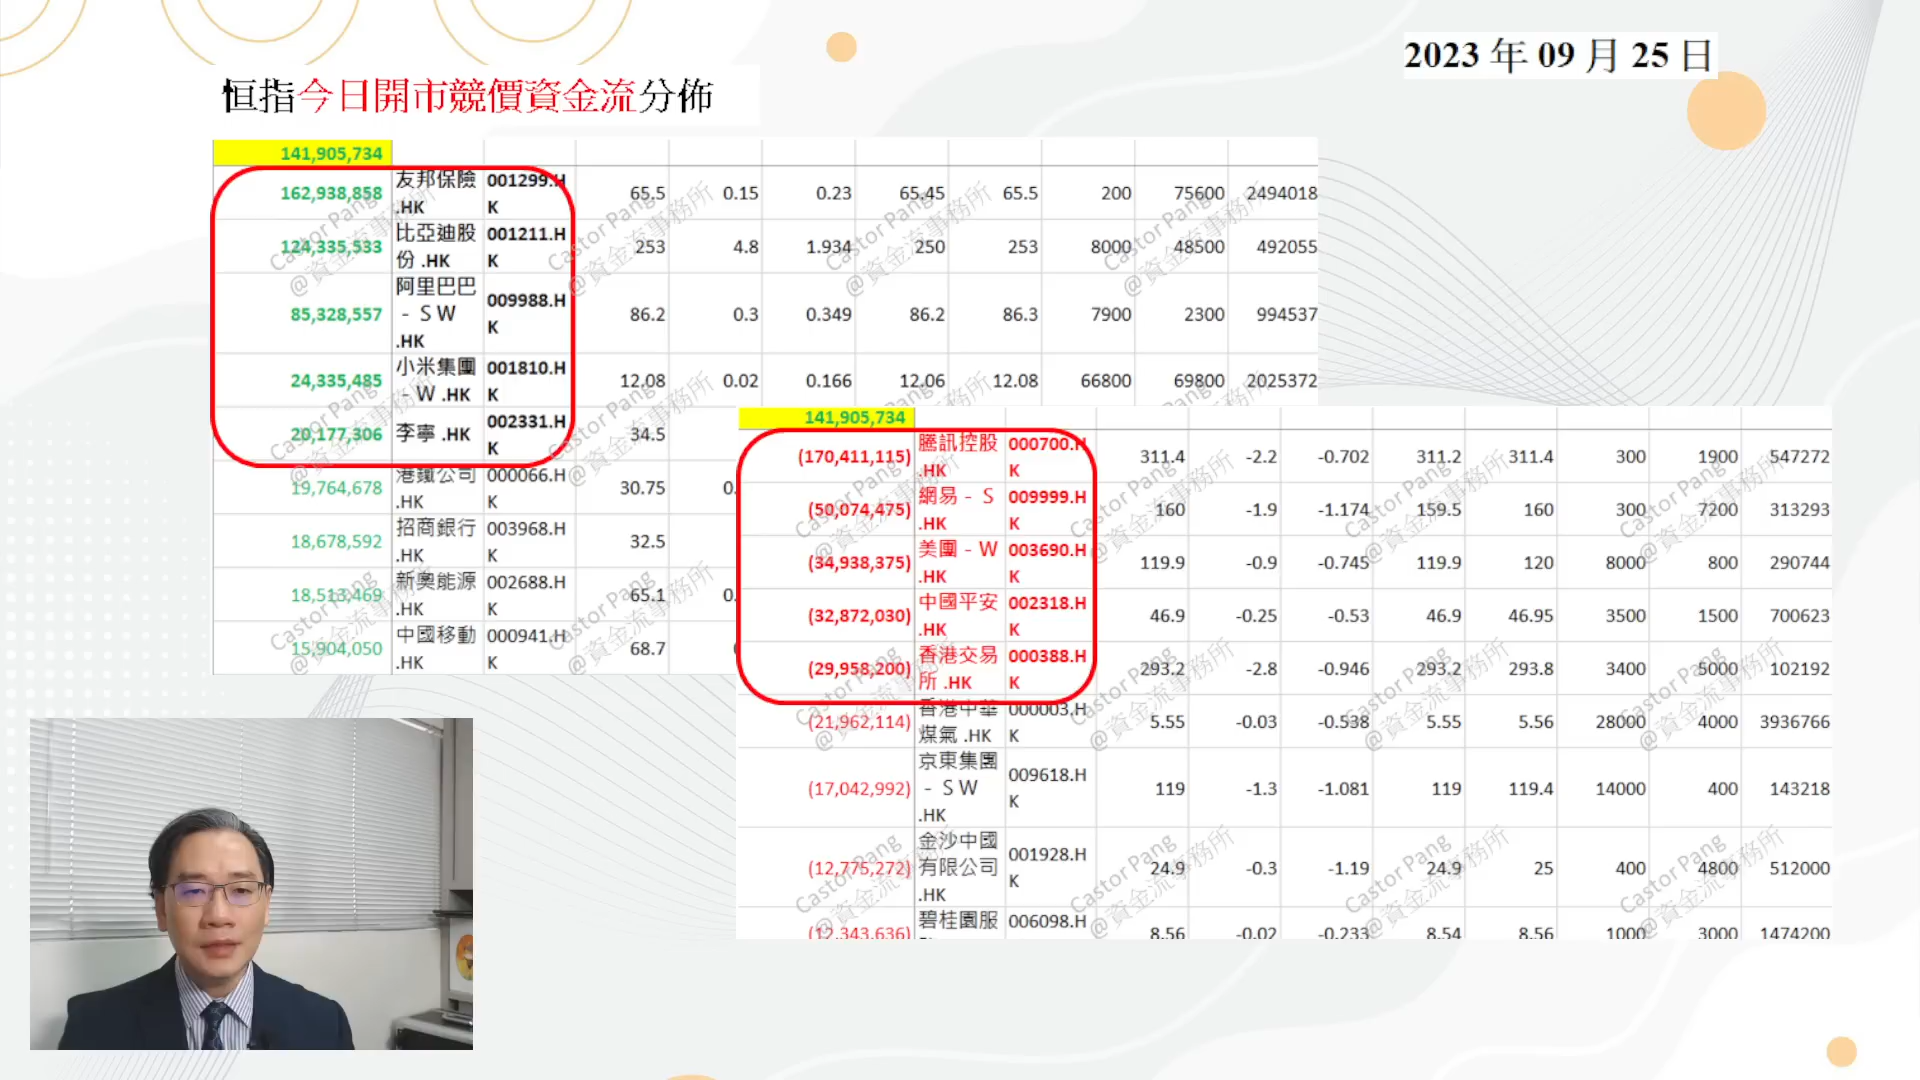 2023 年 09 月 25 日
恒指今日開市競價資金流分佈
141,905,734
162,938,858 友邦保險 .HK 001299.HK 65.5 0.15 0.23 65.45 65.5 200 75600 2494018
124,335,533 比亞迪股份 .HK 001211.HK 253 4.8 1.934 250 253 8000 48500 492055
85,328,557 阿里巴巴 - ＳＷ .HK 009988.HK 86.2 0.3 0.349 86.2 86.3 7900 2300 994537
24,335,485 小米集團 - Ｗ .HK 001810.HK 12.08 0.02 0.166 12.06 12.08 66800 69800 2025372
20,177,306 李寧 .HK 002331.HK 34.5
19,764,678 港鐵公司 .HK 000066.HK 30.75 0.
18,678,592 招商銀行 .HK 003968.HK 32.5
18,513,469 新奧能源 .HK 002688.HK 65.1 0.
15,904,050 中國移動 .HK 000941.HK 68.7
141,905,734
(170,411,115) 騰訊控股 .HK 000700.HK 311.4 -2.2 -0.702 311.2 311.4 300 1900 547272
(50,074,475) 網易 - Ｓ .HK 009999.HK 160 -1.9 -1.174 159.5 160 300 7200 313293
(34,938,375) 美團 - Ｗ .HK 003690.HK 119.9 -0.9 -0.745 119.9 120 8000 800 290744
(32,872,030) 中國平安 .HK 002318.HK 46.9 -0.25 -0.53 46.9 46.95 3500 1500 700623
(29,958,200) 香港交易所 .HK 000388.HK 293.2 -2.8 -0.946 293.2 293.8 3400 5000 102192
(21,962,114) 香港中華煤氣 .HK 000003.HK 5.55 -0.03 -0.538 5.55 5.56 28000 4000 3936766
(17,042,992) 京東集團 - ＳＷ .HK 009618.HK 119 -1.3 -1.081 119 119.4 14000 400 143218
(12,775,272) 金沙中國有限公司 .HK 001928.HK 24.9 -0.3 -1.19 24.9 25 400 4800 512000
(12,343,636) 碧桂園服 006098.H 8.56 -0.02 -0.233 8.54 8.56 1000 3000 1474200
Castor Pang
@資金流事務所